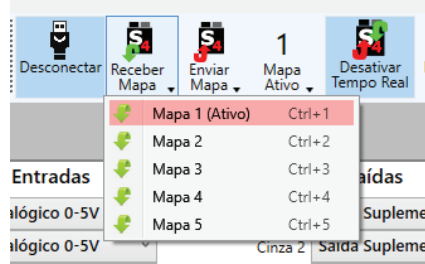 Desconectar
Receber Mapa
Enviar Mapa
1
Mapa Ativo
Desativar Tempo Real
Mapa 1 (Ativo) Ctrl+1
Mapa 2 Ctrl+2
Mapa 3 Ctrl+3
Mapa 4 Ctrl+4
Mapa 5 Ctrl+5
Entradas
aídas
alógico 0-5V
Supleme
alógico 0-5V
Cinza 2
Saída Supleme